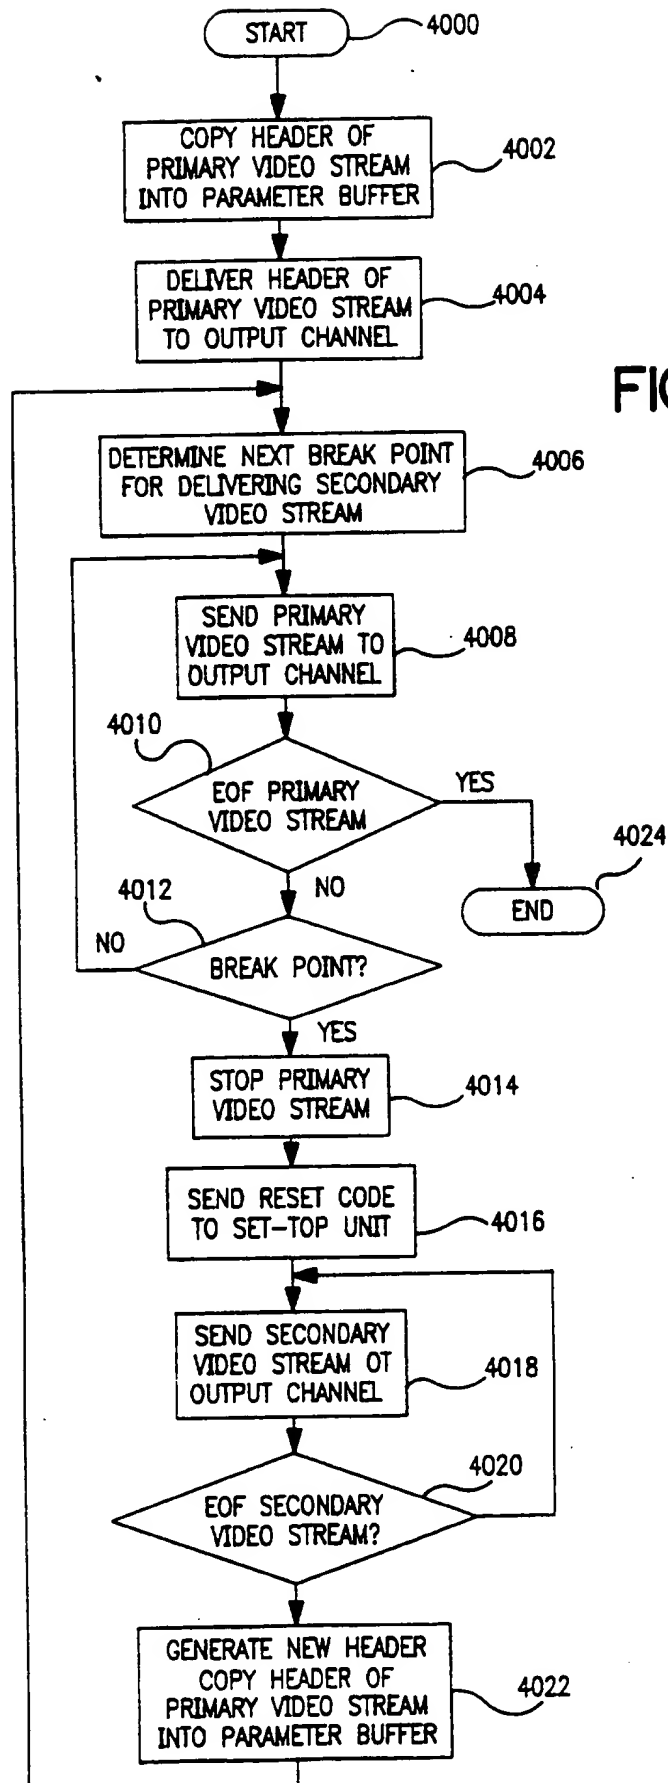 START
4000
COPY HEADER OF
PRIMARY VIDEO STREAM
INTO PARAMETER BUFFER
4002
DELIVER HEADER OF
PRIMARY VIDEO STREAM
TO OUTPUT CHANNEL
4004
FIG
DETERMINE NEXT BREAK POINT
FOR DELIVERING SECONDARY
VIDEO STREAM
4006
SEND PRIMARY
VIDEO STREAM TO
OUTPUT CHANNEL
4008
4010
EOF PRIMARY
VIDEO STREAM
YES
4024
END
NO
4012
NO
BREAK POINT?
YES
STOP PRIMARY
VIDEO STREAM
4014
SEND RESET CODE
TO SET-TOP UNIT
4016
SEND SECONDARY
VIDEO STREAM OT
OUTPUT CHANNEL
4018
4020
EOF SECONDARY
VIDEO STREAM?
GENERATE NEW HEADER
COPY HEADER OF
PRIMARY VIDEO STREAM
INTO PARAMETER BUFFER
4022